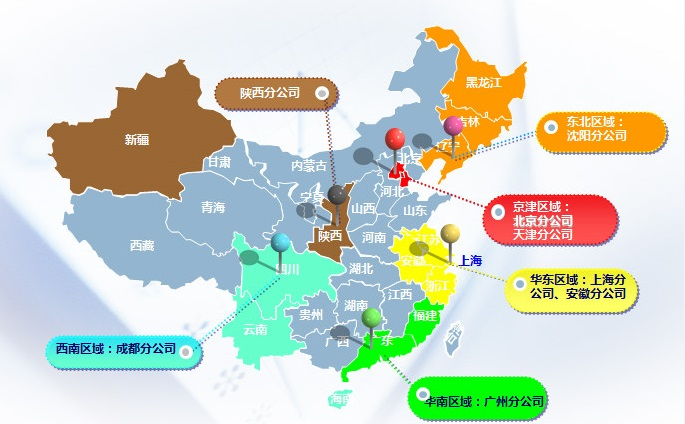 黑龙江
陕西分公司
吉林
东北区域：
沈阳分公司
新疆
辽宁
甘肃
内蒙古
北京
河北
宁夏
山西
山东
京津区域：
北京分公司
天津分公司
青海
陕西
河南
江苏
西藏
安徽
上海
四川
湖北
华东区域：上海分
公司、安徽分公司
浙江
江西
湖南
贵州
福建
云南
广西
广东
台湾
西南区域：成都分公司
海南
华南区域：广州分公司